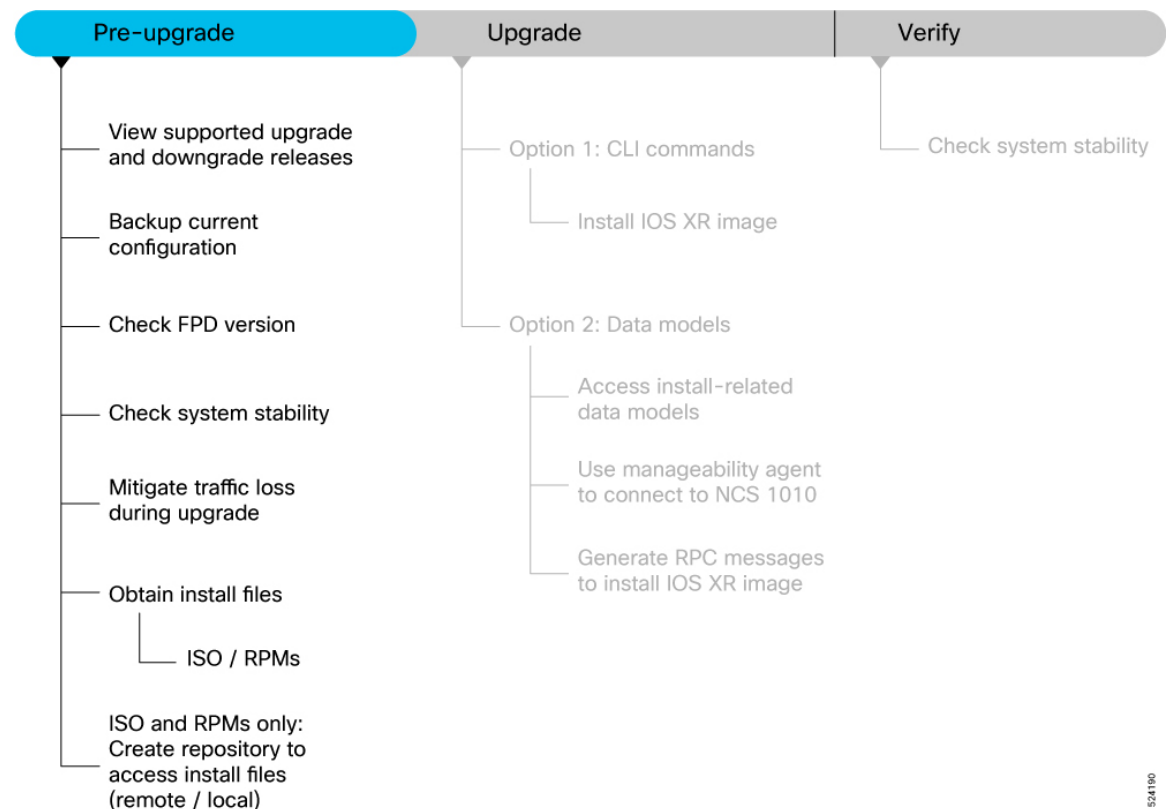 Pre-upgrade
Upgrade
Verify
View supported upgrade
and downgrade releases
Backup current
configuration
Check FPD version
Check system stability
Mitigate traffic loss
during upgrade
Obtain install files
ISO / RPMs
ISO and RPMs only:
Create repository to
access install files
(remote / local)
Option 1: CLI commands
Install IOS XR image
Option 2: Data models
Access install-related
data models
Use manageability agent
to connect to NCS 1010
Generate RPC messages
to install IOS XR image
Check system stability
524190